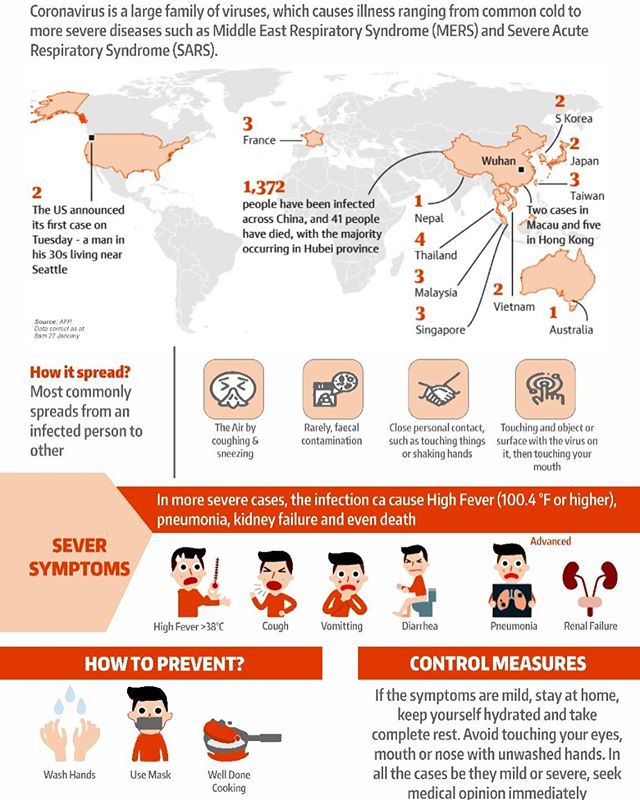 Coronavirus is a large family of viruses, which causes illness ranging from common cold to
more severe diseases such as Middle East Respiratory Syndrome (MERS) and Severe Acute
Respiratory Syndrome (SARS).
2
S Korea
3
France
Wuhan
2
Japan
3
Taiwan
2
The US announced
its first case on
Tuesday - a man in
his 30s living near
Seattle
1,372
people have been infected
across China, and 41 people
have died, with the majority
occurring in Hubei province
1
Nepal
Two cases in
Macau and five
in Hong Kong
4
Thailand
3
Malaysia
2
Vietnam
3
Singapore
1
Australia
Source: AFP.
Data correct as at
8am 27 January
How it spread?
Most commonly
spreads from an
infected person to
other
The Air by
coughing &
sneezing
Rarely, faecal
contamination
Close personal contact,
such as touching things
or shaking hands
Touching and object or
surface with the virus on
it, then touching your
mouth
In more severe cases, the infection ca cause High Fever (100.4 °F or higher),
pneumonia, kidney failure and even death
SEVER
SYMPTOMS
Advanced
High Fever >38°C
Cough
Vomitting
Diarrhea
Pneumonia
Renal Failure
HOW TO PREVENT?
Wash Hands
Use Mask
Well Done
Cooking
CONTROL MEASURES
If the symptoms are mild, stay at home,
keep yourself hydrated and take
complete rest. Avoid touching your eyes,
mouth or nose with unwashed hands. In
all the cases be they mild or severe, seek
medical opinion immediately